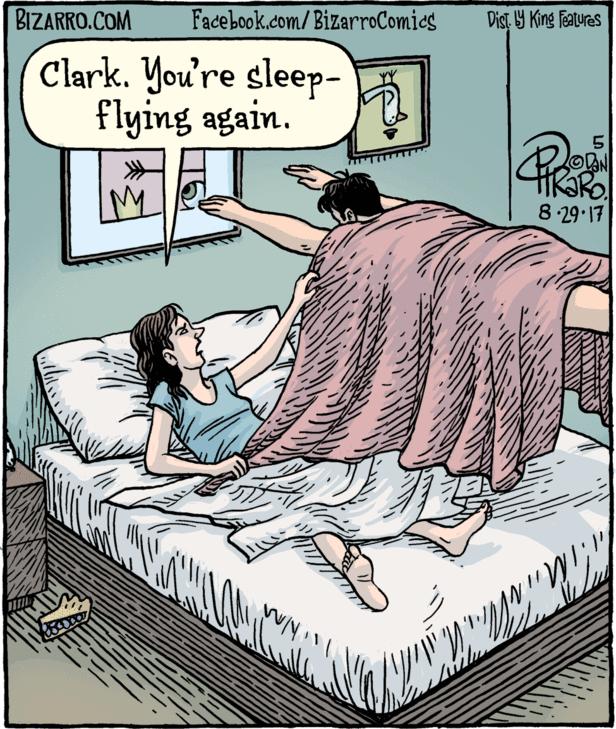 BIZARRO.COM
Facebook.com/BizarroComics
Dist. by King Features
Clark. You're sleep-
flying again.
5
© DAN
PIRARO.
8-29-17